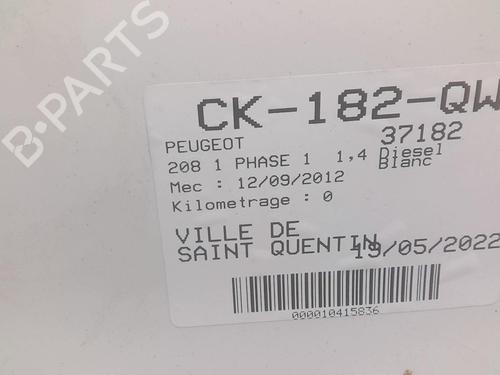 CK-182-QW
PEUGEOT 37182
208 1 PHASE 1 1,4 Diesel
Blanc
Mec : 12/09/2012
Kilometrage : 0
VILLE DE
SAINT QUENTIN 19/05/2022
000010415836
B-PARTS